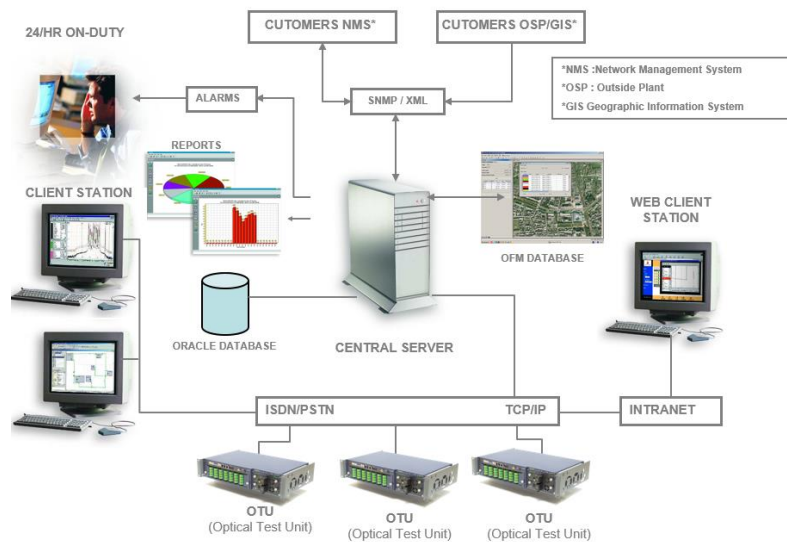 24/HR ON-DUTY
CUTOMERS NMS*
CUTOMERS OSP/GIS*
*NMS :Network Management System
*OSP : Outside Plant
*GIS Geographic Information System
ALARMS
SNMP / XML
REPORTS
CLIENT STATION
WEB CLIENT
STATION
OFM DATABASE
ORACLE DATABASE
CENTRAL SERVER
ISDN/PSTN
TCP/IP
INTRANET
OTU
(Optical Test Unit)
OTU
(Optical Test Unit)
OTU
(Optical Test Unit)